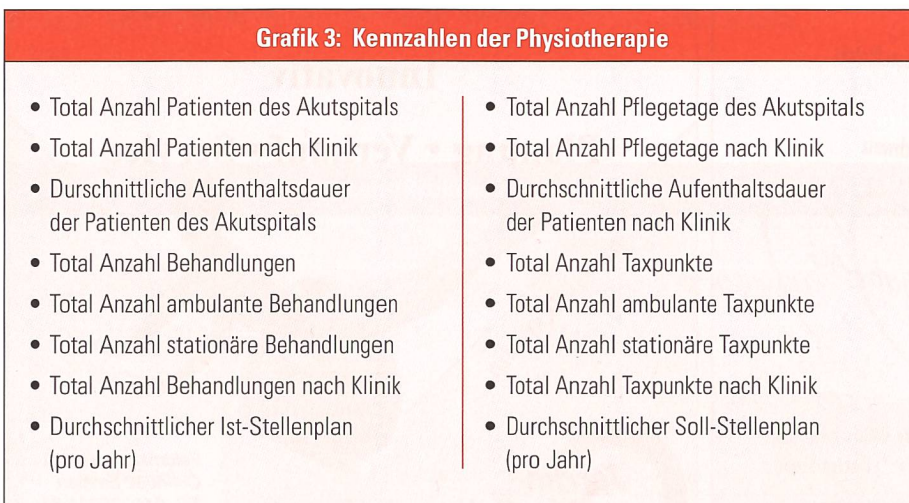 Grafik 3: Kennzahlen der Physiotherapie
• Total Anzahl Patienten des Akutspitals
• Total Anzahl Patienten nach Klinik
• Durschnittliche Aufenthaltsdauer
der Patienten des Akutspitals
• Total Anzahl Behandlungen
• Total Anzahl ambulante Behandlungen
• Total Anzahl stationäre Behandlungen
• Total Anzahl Behandlungen nach Klinik
• Durchschnittlicher Ist-Stellenplan
(pro Jahr)
• Total Anzahl Pflegetage des Akutspitals
• Total Anzahl Pflegetage nach Klinik
• Durchschnittliche Aufenthaltsdauer
der Patienten nach Klinik
• Total Anzahl Taxpunkte
• Total Anzahl ambulante Taxpunkte
• Total Anzahl stationäre Taxpunkte
• Total Anzahl Taxpunkte nach Klinik
• Durchschnittlicher Soll-Stellenplan
(pro Jahr)